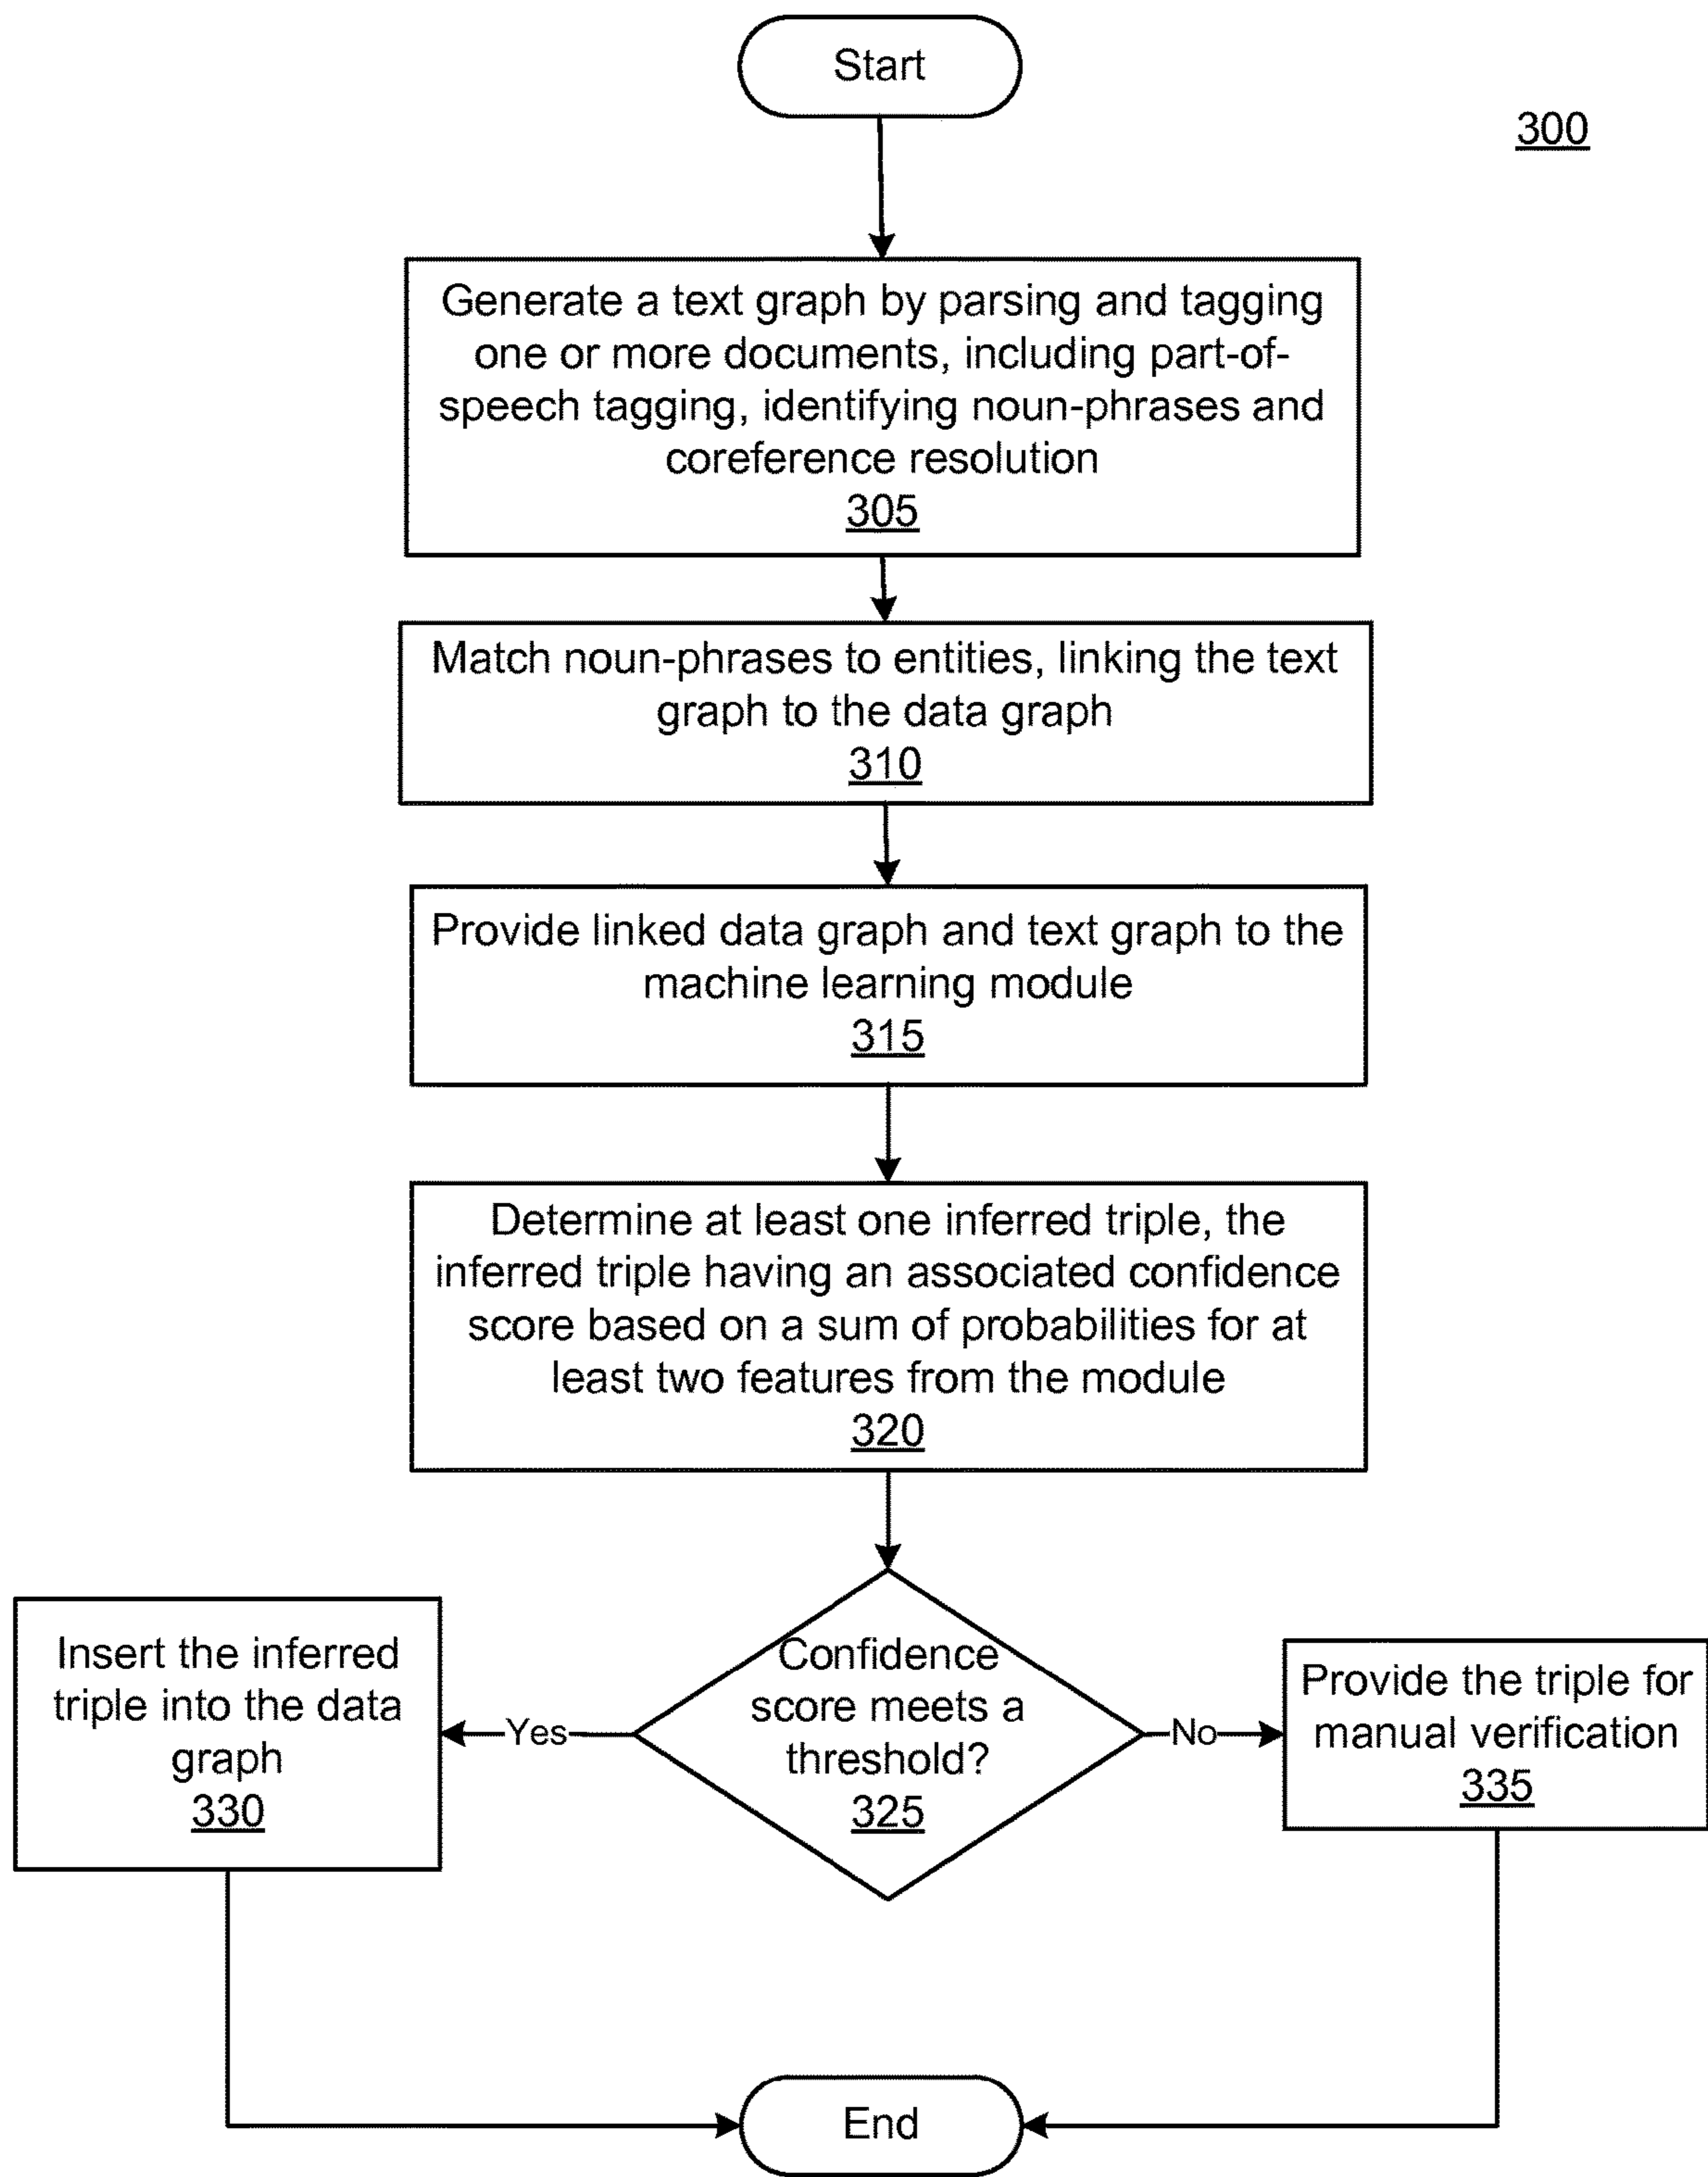 Start
300
Generate a text graph by parsing and tagging
one or more documents, including part-of-
speech tagging, identifying noun-phrases and
coreference resolution
305
Match noun-phrases to entities, linking the text
graph to the data graph
310
Provide linked data graph and text graph to the
machine learning module
315
Determine at least one inferred triple, the
inferred triple having an associated confidence
score based on a sum of probabilities for at
least two features from the module
320
Insert the inferred
triple into the data
graph
330
Yes
Confidence
score meets a
threshold?
325
No
Provide the triple for
manual verification
335
End